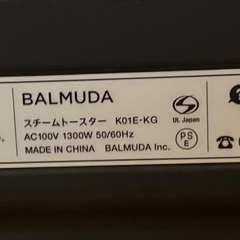 BALMUDA
スチームトースター K01E-KG
AC100V 1300W 50/60Hz
MADE IN CHINA BALMUDA Inc.
S
UL Japan
PS
E